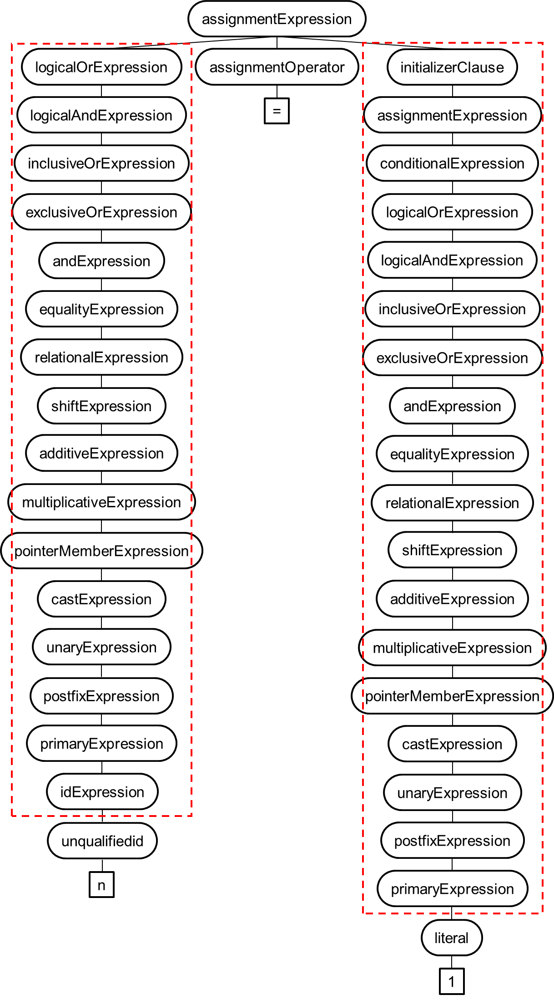 assignmentExpression
logicalOrExpression
logicalAndExpression
inclusiveOrExpression
exclusiveOrExpression
andExpression
equalityExpression
relationalExpression
shiftExpression
additiveExpression
multiplicativeExpression
pointerMemberExpression
castExpression
unaryExpression
postfixExpression
primaryExpression
idExpression
unqualifiedid
n
assignmentOperator
=
initializerClause
assignmentExpression
conditionalExpression
logicalOrExpression
logicalAndExpression
inclusiveOrExpression
exclusiveOrExpression
andExpression
equalityExpression
relationalExpression
shiftExpression
additiveExpression
multiplicativeExpression
pointerMemberExpression
castExpression
unaryExpression
postfixExpression
primaryExpression
literal
1